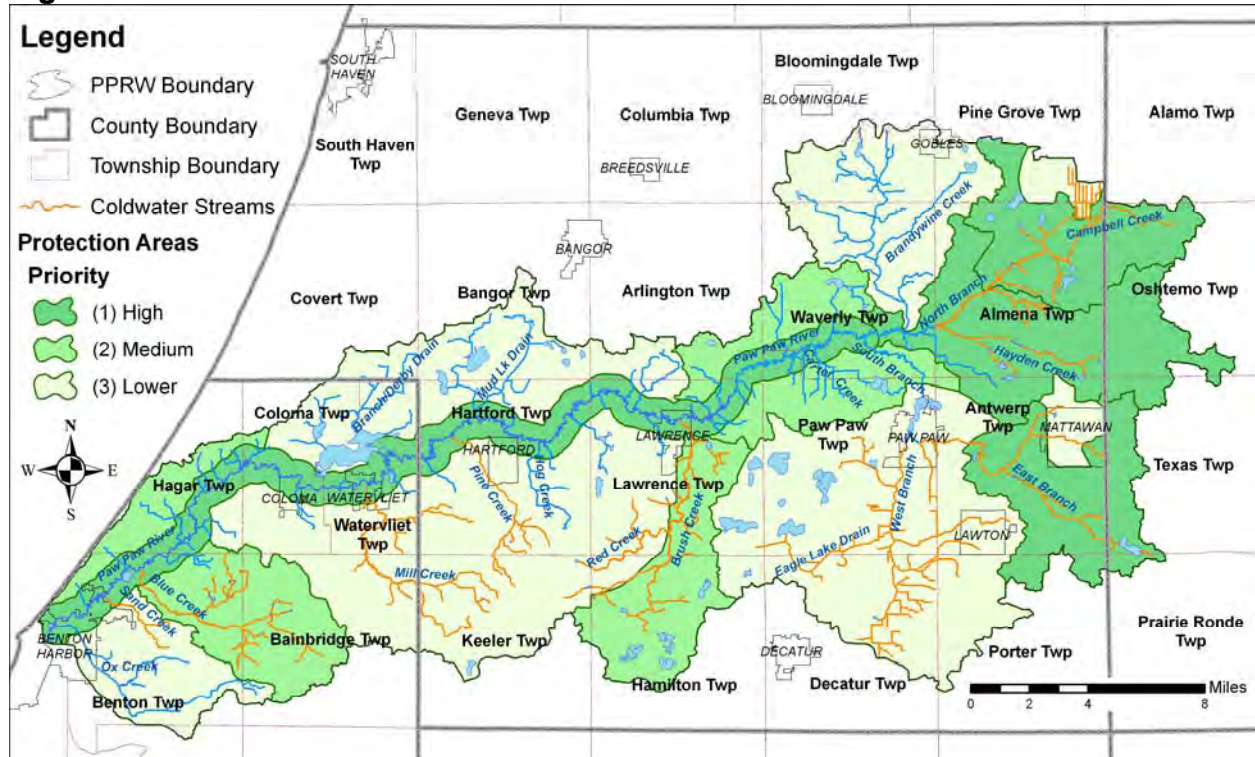 Legend
PPRW Boundary
County Boundary
Township Boundary
Coldwater Streams
Protection Areas
Priority
(1) High
(2) Medium
(3) Lower
N
W
E
S
SOUTH
HAVEN
South Haven
Twp
Geneva Twp
Columbia Twp
BREEDSVILLE
Bloomingdale Twp
BLOOMINGDALE
Pine Grove Twp
GOBLES
Alamo Twp
BANGOR
Covert Twp
Bangor Twp
Arlington Twp
Waverly Twp
Brandywine Creek
Campbell Creek
North Branch
Almena Twp
Oshtemo Twp
Hayden Creek
Paw Paw River
South Branch
Carter Creek
Branch-Derby Drain
Mud Lk Drain
Coloma Twp
Hartford Twp
HARTFORD
LAWRENCE
Paw Paw
Twp
PAW PAW
Antwerp
Twp
MATTAWAN
Texas Twp
East Branch
Hagar Twp
COLOMA
WATERVLIET
Watervliet
Twp
Pine Creek
Hog Creek
Lawrence Twp
West Branch
LAWTON
Eagle Lake Drain
Red Creek
Brush Creek
Mill Creek
Paw Paw River
Blue Creek
Sand Creek
BENTON
HARBOR
Ox Creek
Benton Twp
Bainbridge Twp
Keeler Twp
Hamilton Twp
DECATUR
Decatur Twp
Porter Twp
Prairie Ronde
Twp
Miles
0 2 4 8